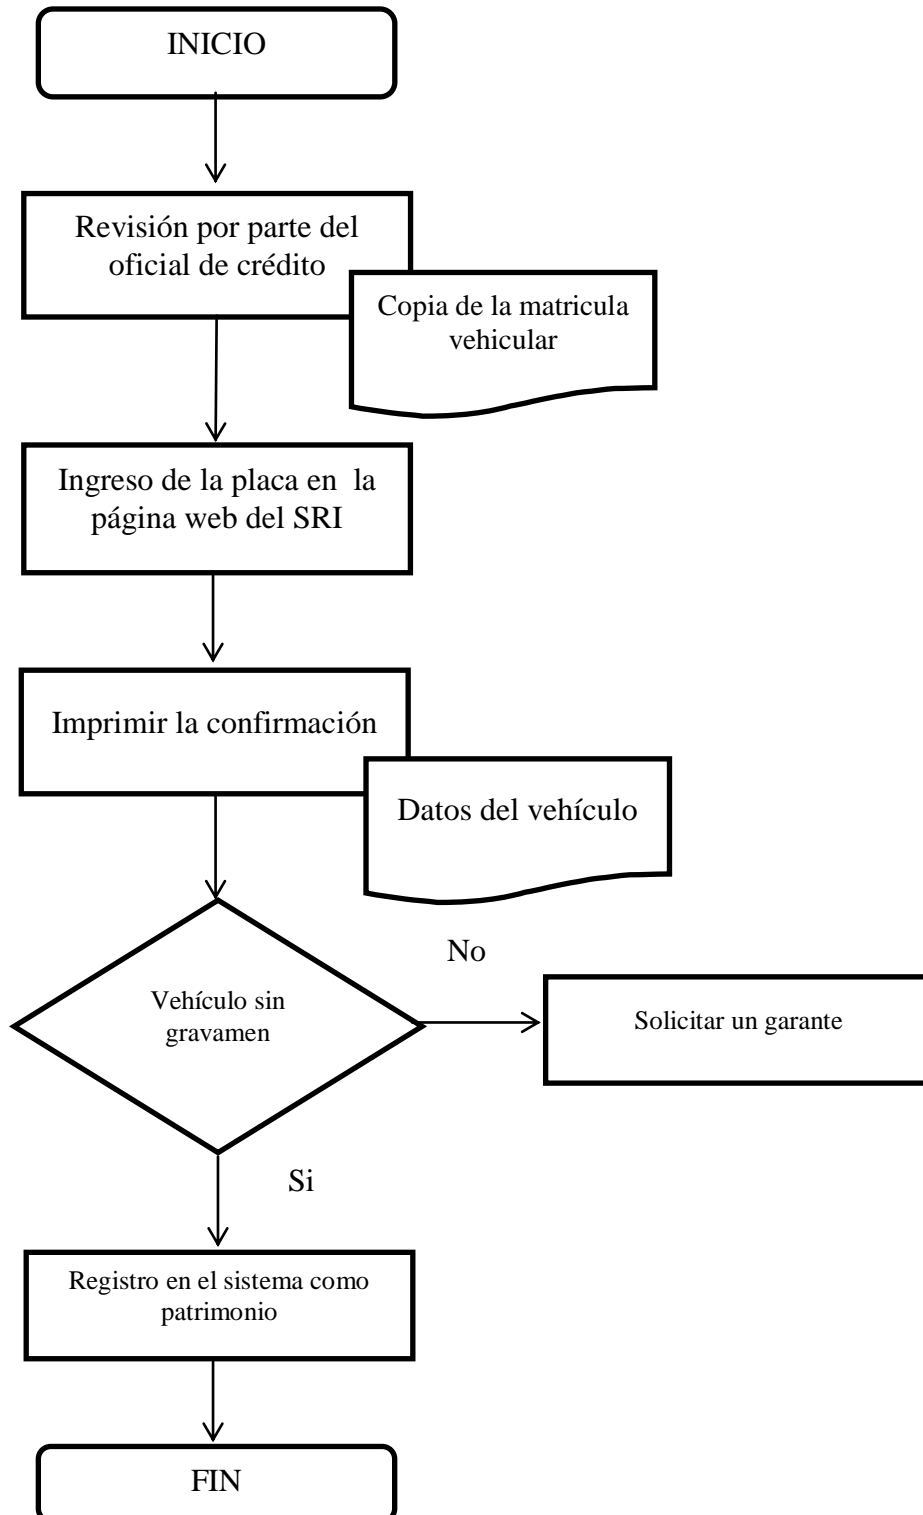 INICIO
Revisión por parte del
oficial de crédito
Copia de la matricula
vehicular
Ingreso de la placa en  la
página web del SRI
Imprimir la confirmación
Datos del vehículo
No
Vehículo sin
gravamen
Solicitar un garante
Si
Registro en el sistema como
patrimonio
FIN